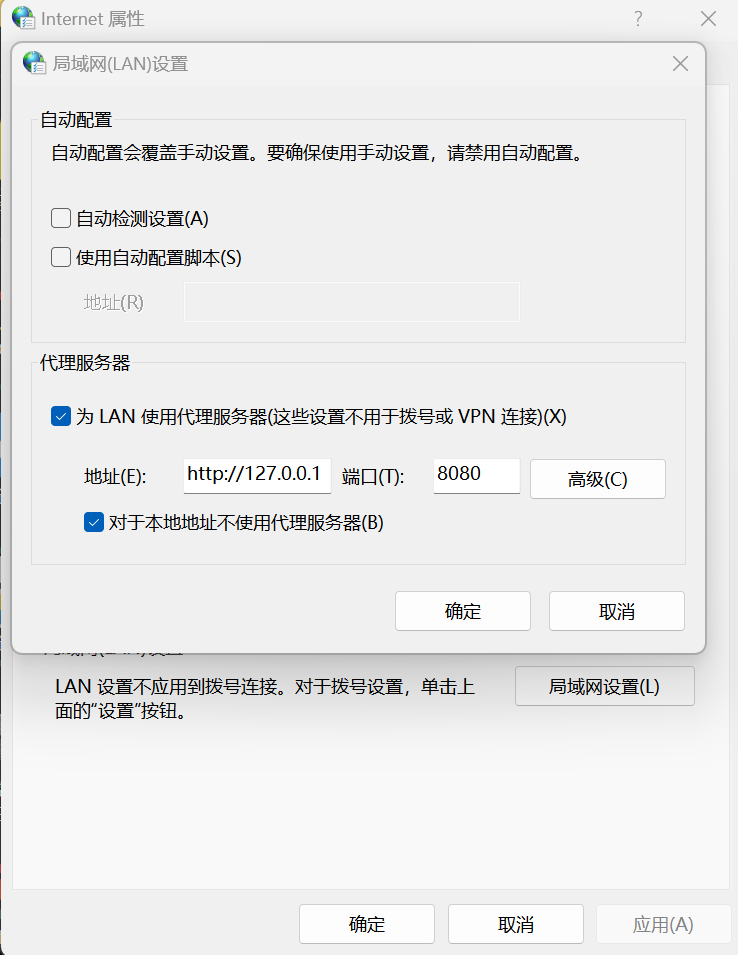 Internet 属性
?
局域网(LAN)设置
自动配置
自动配置会覆盖手动设置。要确保使用手动设置，请禁用自动配置。
自动检测设置(A)
使用自动配置脚本(S)
地址(R)
代理服务器
为 LAN 使用代理服务器(这些设置不用于拨号或 VPN 连接)(X)
地址(E): http://127.0.0.1 端口(T): 8080 高级(C)
对于本地地址不使用代理服务器(B)
确定 取消
LAN 设置不应用到拨号连接。对于拨号设置，单击上
面的“设置”按钮。
局域网设置(L)
确定 取消 应用(A)